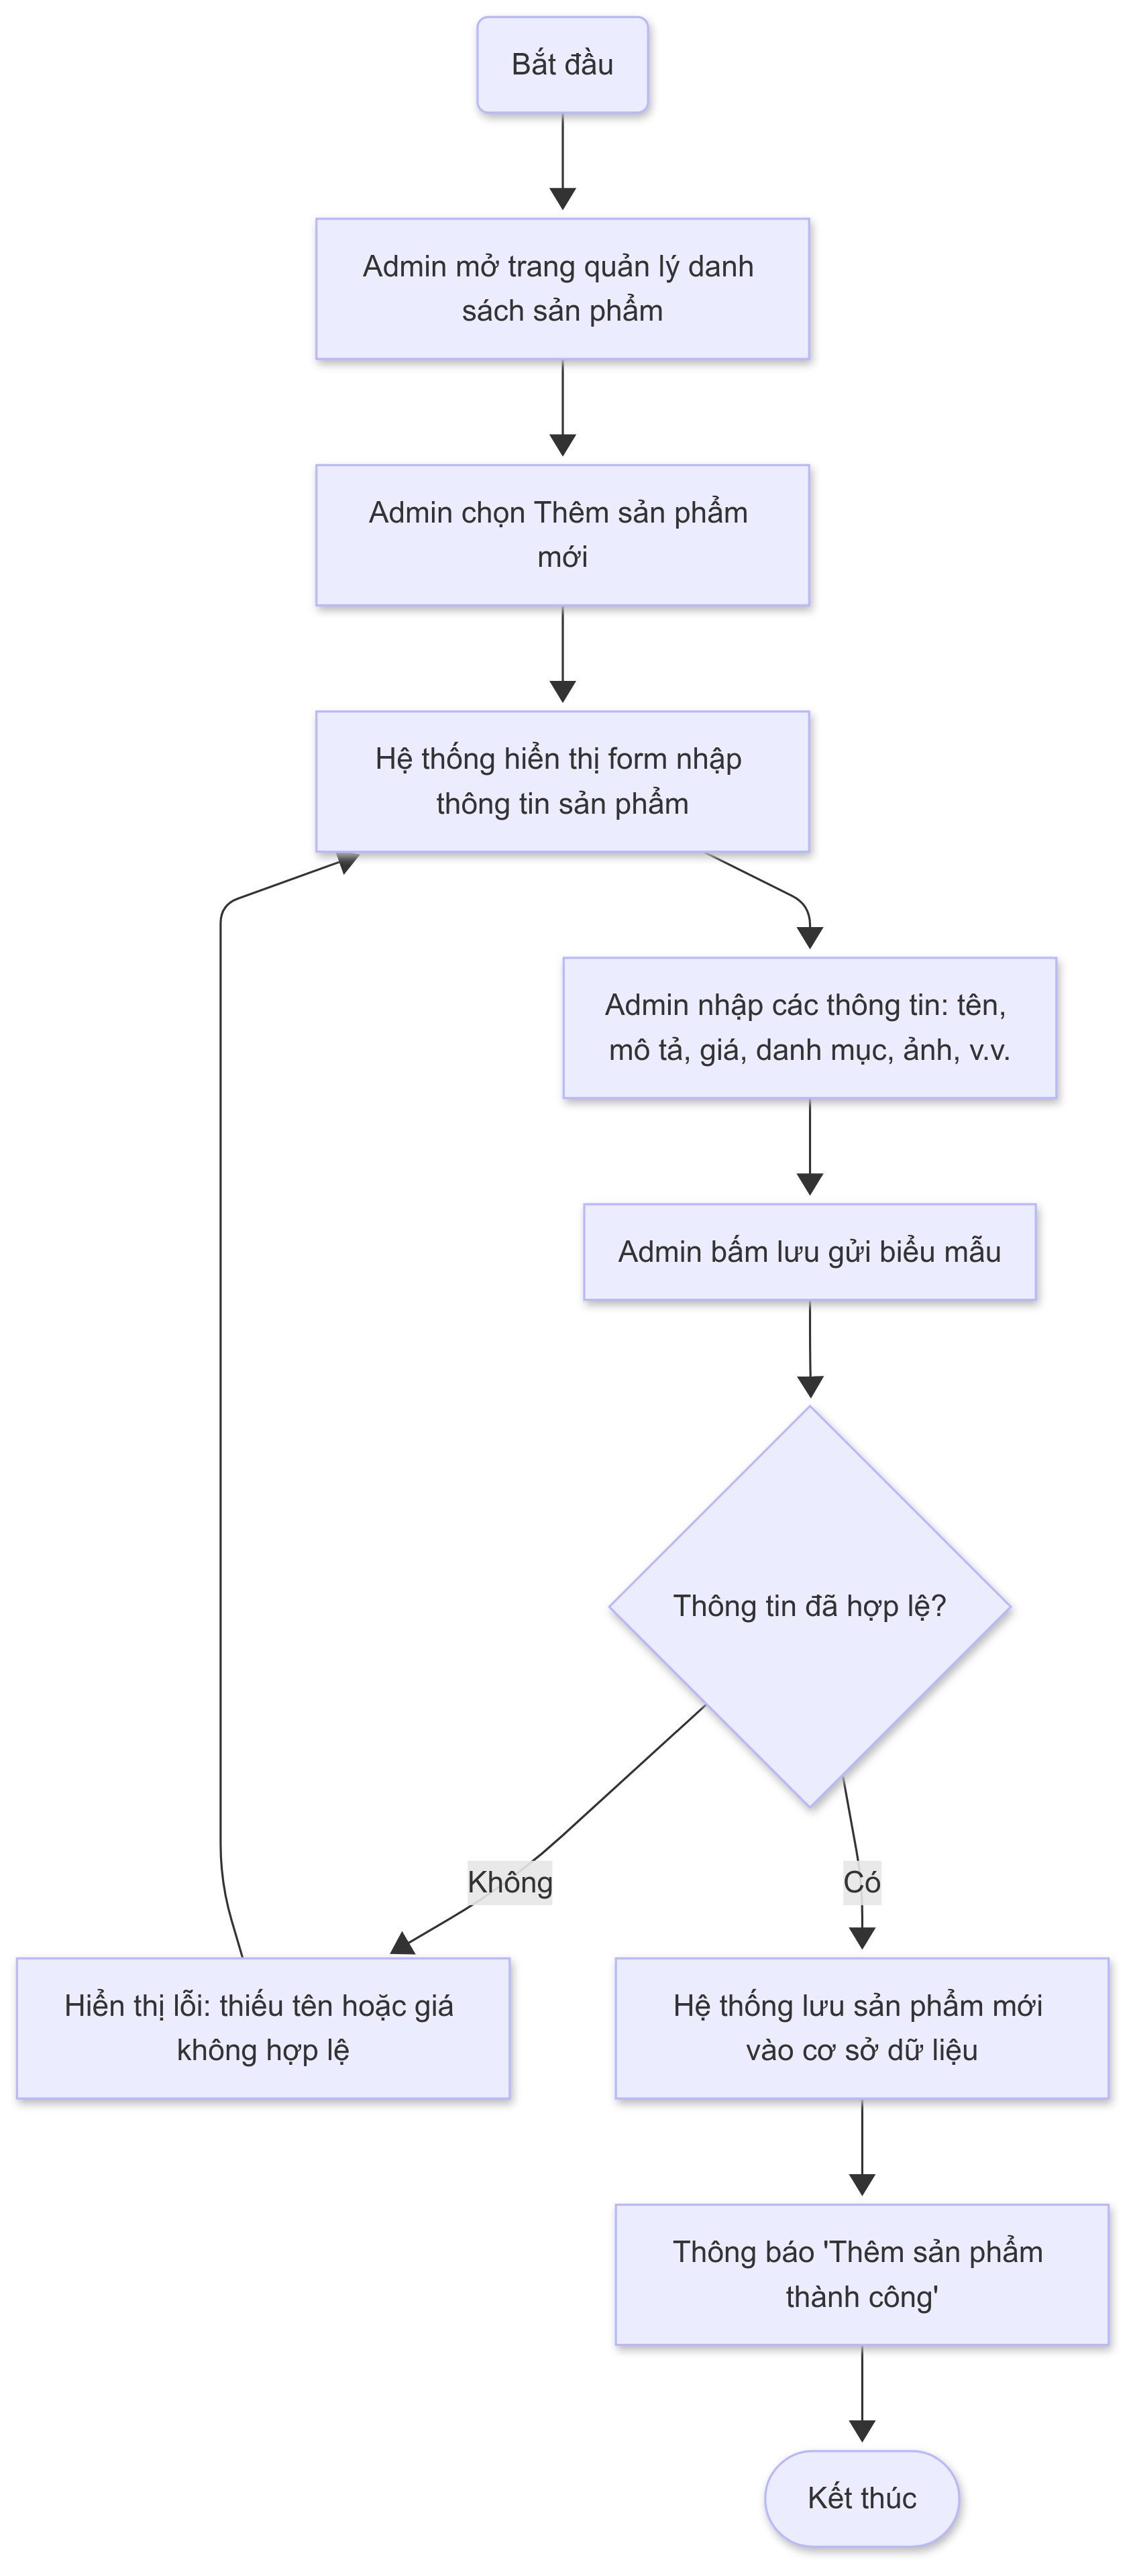 Bắt đầu
Admin mở trang quản lý danh
sách sản phẩm
Admin chọn Thêm sản phẩm
mới
Hệ thống hiển thị form nhập
thông tin sản phẩm
Admin nhập các thông tin: tên,
mô tả, giá, danh mục, ảnh, v.v.
Admin bấm lưu gửi biểu mẫu
Thông tin đã hợp lệ?
Không
Có
Hiển thị lỗi: thiếu tên hoặc giá
không hợp lệ
Hệ thống lưu sản phẩm mới
vào cơ sở dữ liệu
Thông báo 'Thêm sản phẩm
thành công'
Kết thúc